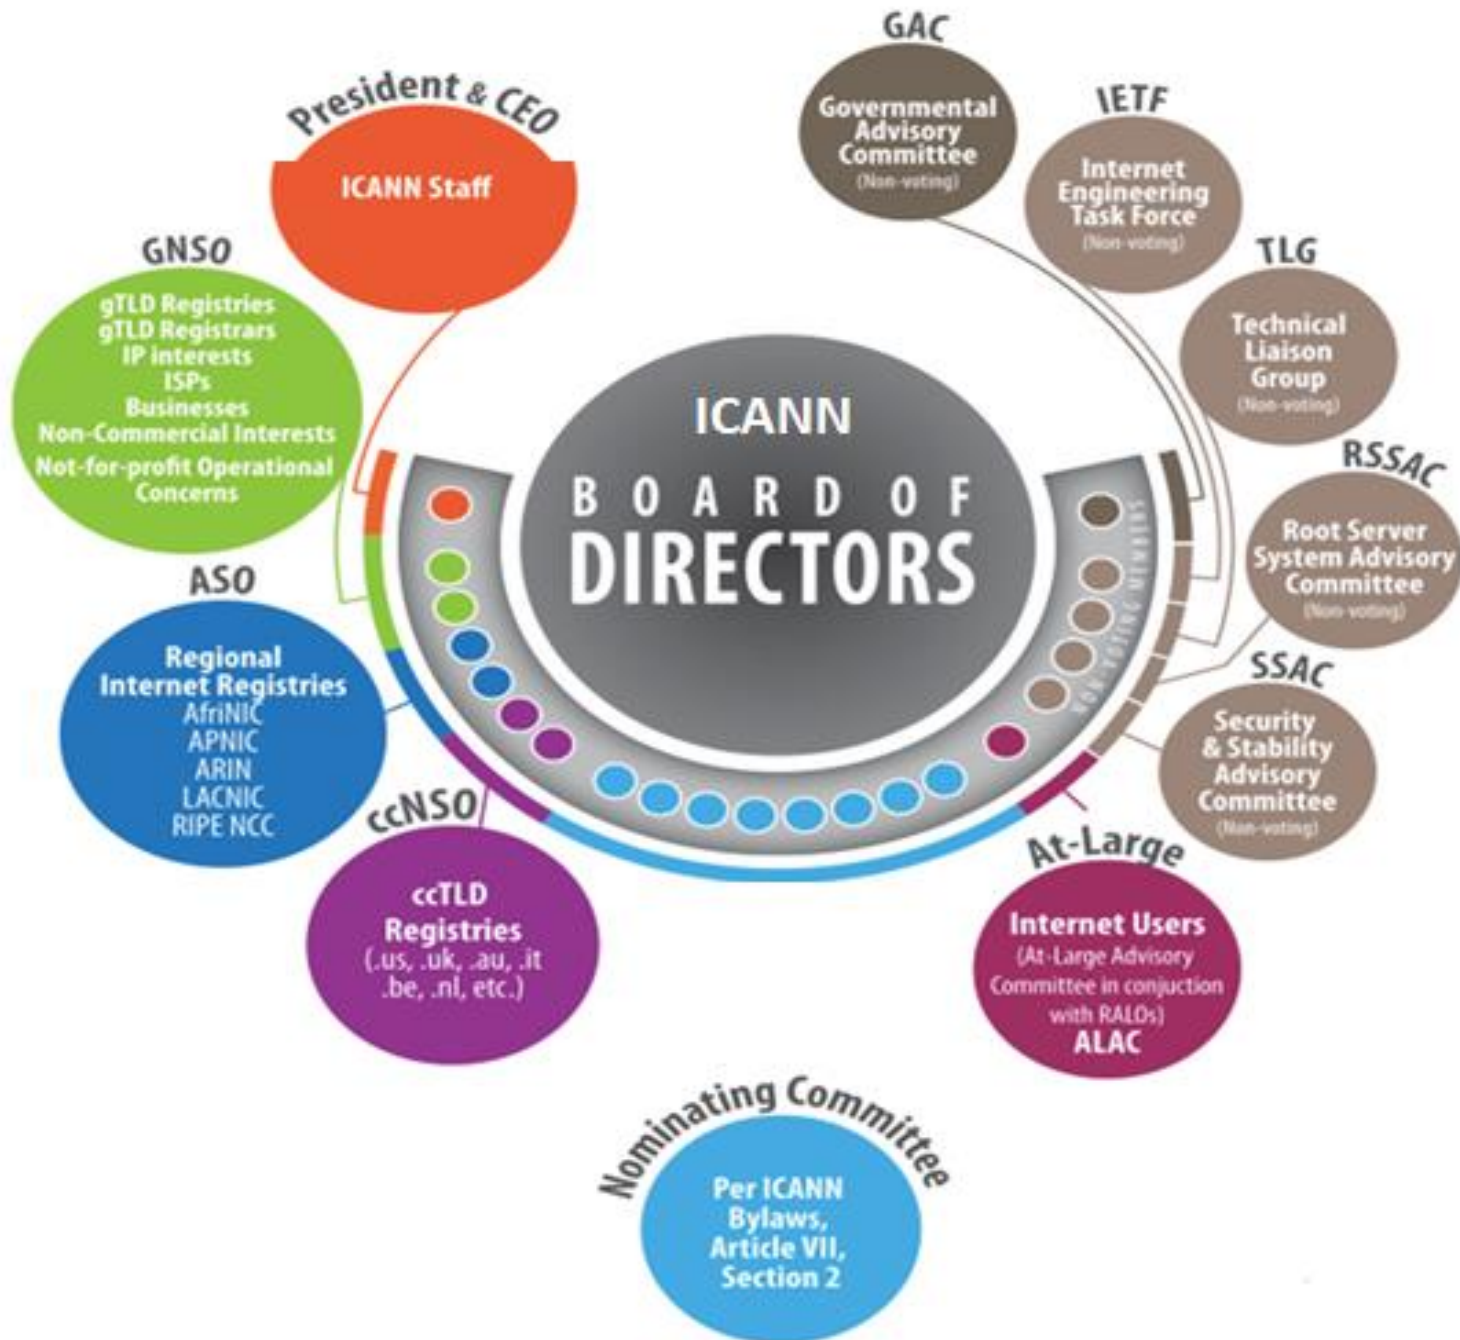 GAC
Governmental
Advisory
Committee
(Non-voting)
President & CEO
ICANN Staff
IETF
Internet
Engineering
Task Force
(Non-voting)
GNSO
gTLD Registries
gTLD Registrars
IP interests
ISPs
Businesses
Non-Commercial Interests
Not-for-profit Operational
Concerns
TLG
Technical
Liaison
Group
(Non-voting)
ICANN
BOARD OF
DIRECTORS
NON-VOTING MEMBERS
RSSAC
Root Server
System Advisory
Committee
(Non-voting)
ASO
Regional
Internet Registries
AfriNIC
APNIC
ARIN
LACNIC
RIPE NCC
SSAC
Security
& Stability
Advisory
Committee
(Non-voting)
ccNSO
ccTLD
Registries
(.us, .uk, .au, .it
.be, .nl, etc.)
At-Large
Internet Users
(At-Large Advisory
Committee in conjuction
with RALOs)
ALAC
Nominating Committee
Per ICANN
Bylaws,
Article VII,
Section 2